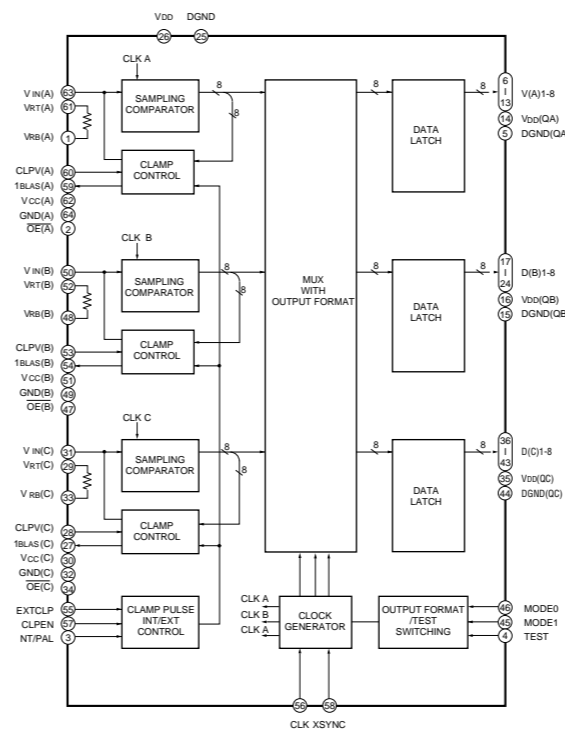 VDD DGND
26 25
CLK A
VIN(A) 63
VRT(A) 61
VRB(A) 1
SAMPLING
COMPARATOR
8
8
CLPV(A) 60
1BLAS(A) 59
VCC(A) 62
GND(A) 64
OE(A) 2
CLAMP
CONTROL
CLK B
VIN(B) 50
VRT(B) 52
VRB(B) 48
SAMPLING
COMPARATOR
8
8
CLPV(B) 53
1BLAS(B) 54
VCC(B) 51
GND(B) 49
OE(B) 47
CLAMP
CONTROL
CLK C
VIN(C) 31
VRT(C) 29
VRB(C) 33
SAMPLING
COMPARATOR
8
8
CLPV(C) 28
1BLAS(C) 27
VCC(C) 30
GND(C) 32
OE(C) 34
CLAMP
CONTROL
EXTCLP 55
CLPEN 57
NT/PAL 3
CLAMP PULSE
INT/EXT
CONTROL
MUX
WITH
OUTPUT FORMAT
8
DATA
LATCH
8
6
I
13
V(A)1-8
14 VDD(QA)
5 DGND(QA
8
DATA
LATCH
8
17
I
24
D(B)1-8
16 VDD(QB)
15 DGND(QB
8
DATA
LATCH
8
36
I
43
D(C)1-8
35 VDD(QC)
44 DGND(QC)
CLK A
CLK B
CLK A
CLOCK
GENERATOR
OUTPUT FORMAT
/TEST
SWITCHING
46 MODE0
45 MODE1
4 TEST
56 58
CLK XSYNC